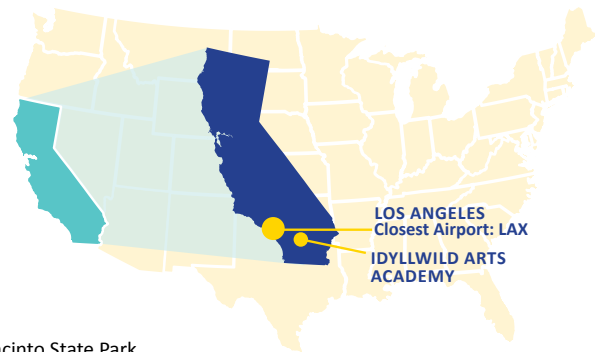 LOS ANGELES
Closest Airport: LAX
IDYLLWILD ARTS
ACADEMY
State Park